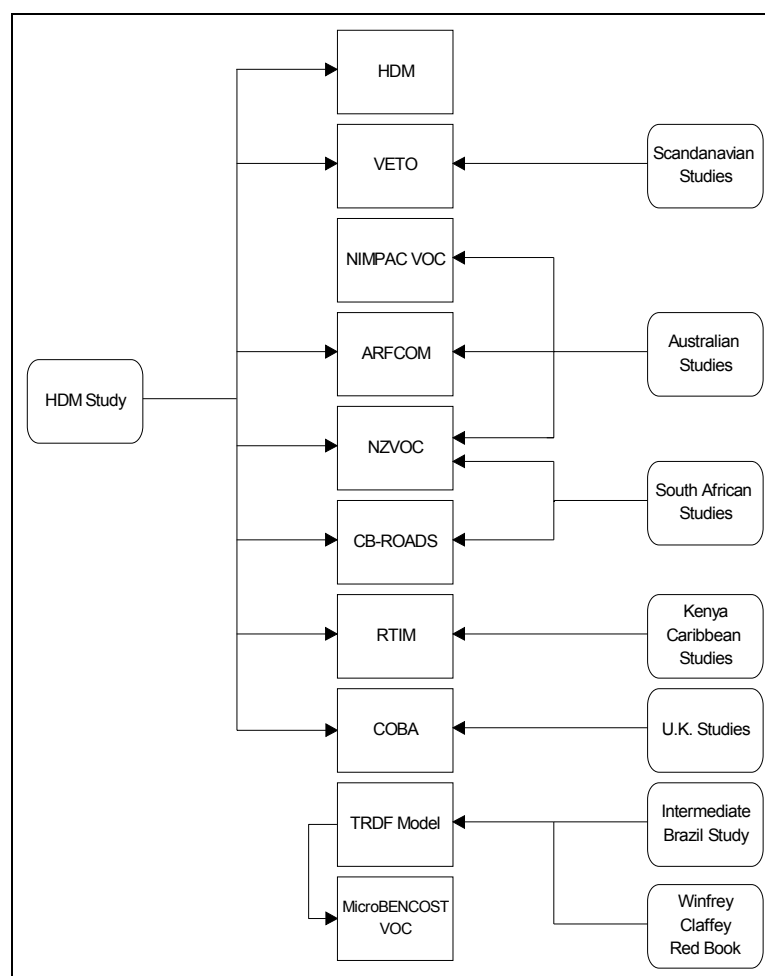 HDM
VETO
Scandanavian
Studies
NIMPAC VOC
ARFCOM
Australian
Studies
HDM Study
NZVOC
South African
Studies
CB-ROADS
RTIM
Kenya
Caribbean
Studies
COBA
U.K. Studies
TRDF Model
Intermediate
Brazil Study
MicroBENCOST
VOC
Winfrey
Claffey
Red Book